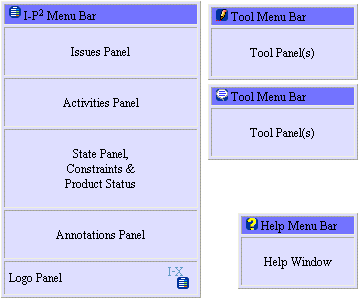 I-P² Menu Bar
Issues Panel
Activities Panel
State Panel,
Constraints &
Product Status
Annotations Panel
Logo Panel
I-X
Tool Menu Bar
Tool Panel(s)
Tool Menu Bar
Tool Panel(s)
Help Menu Bar
Help Window